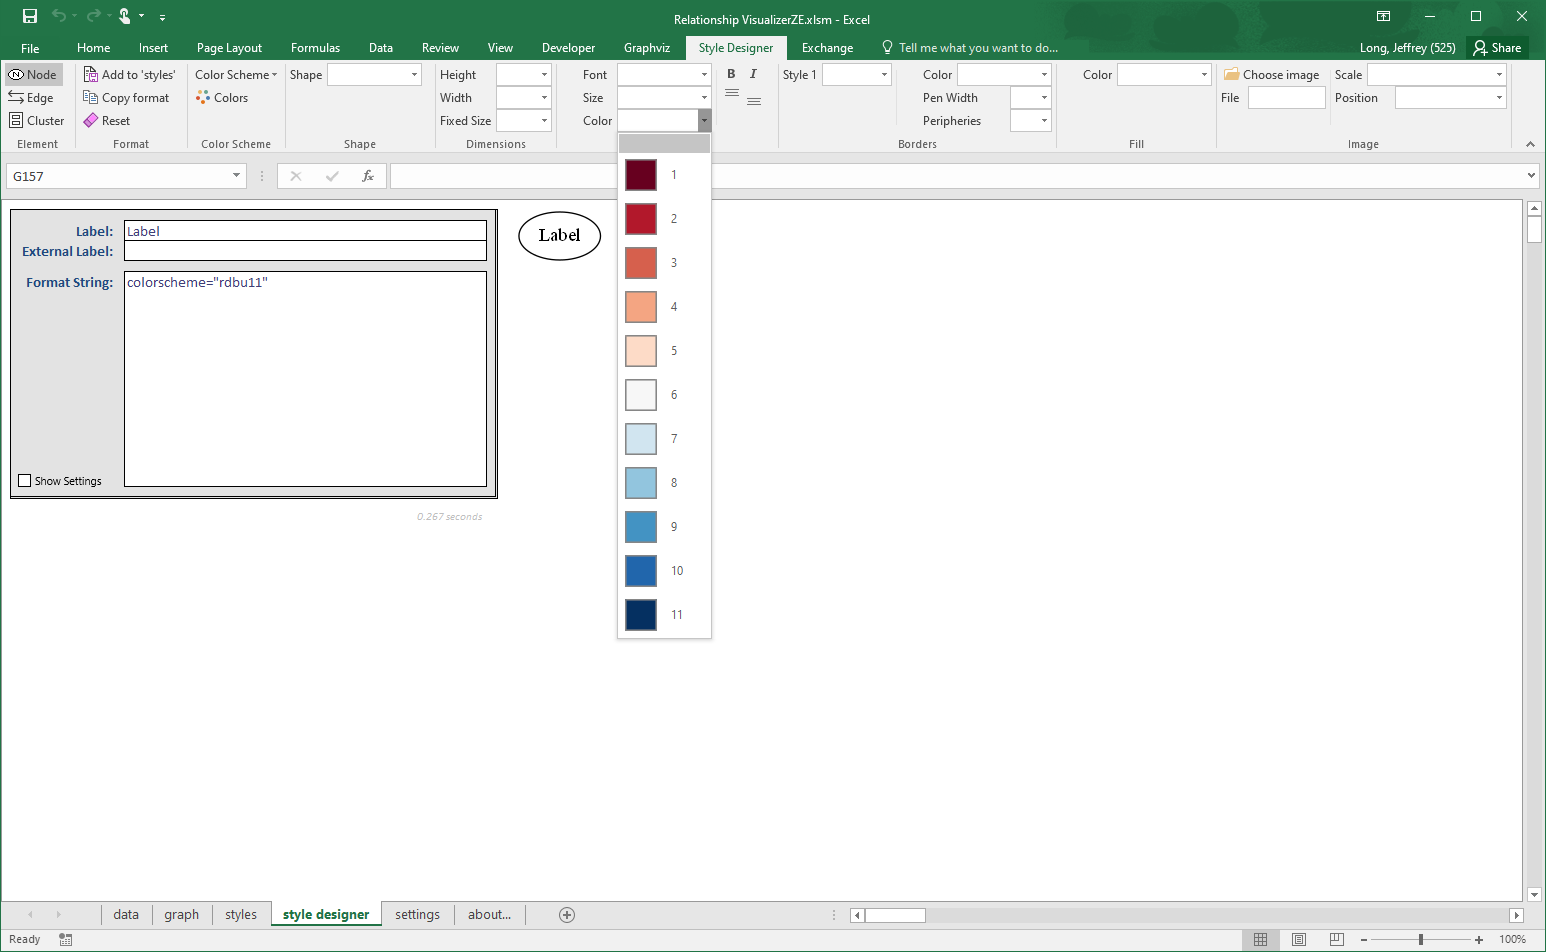 Relationship VisualizerZE.xlsm - Excel
File Home Insert Page Layout Formulas Data Review View Developer Graphviz Style Designer Exchange Tell me what you want to do... Long, Jeffrey (525) Share
Node Add to 'styles' Color Scheme Shape Height Font B I Style 1 Color Color Choose image Scale
Edge Copy format Colors Width Size Pen Width File Position
Cluster Reset Fixed Size Color Peripheries
Element Format Color Scheme Shape Dimensions Borders Fill Image
G157 fx
1
2
3
4
5
6
7
8
9
10
11
Label: Label
External Label:
Format String: colorscheme="rdbu11"
Show Settings
0.267 seconds
Label
data graph styles style designer settings about...
Ready 100%